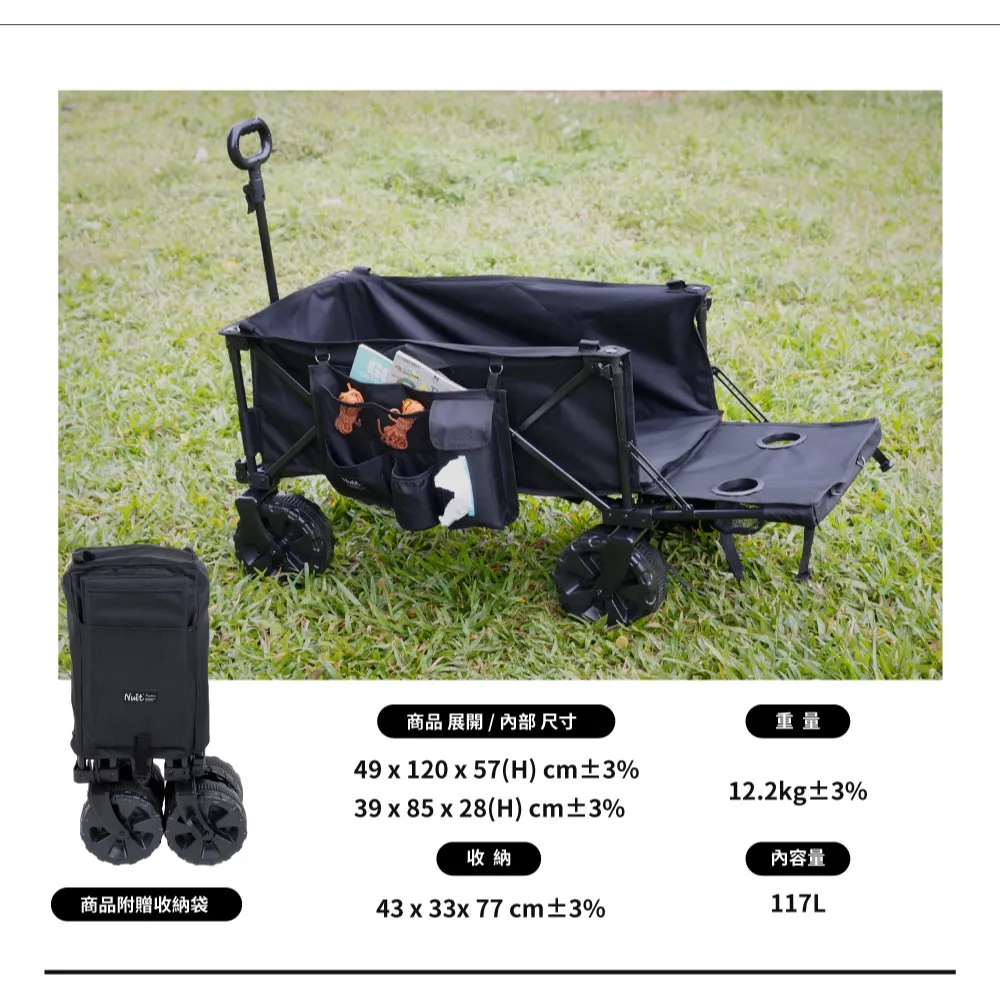 Nuit
Nuit
商品 展開 / 內部 尺寸
49 x 120 x 57(H) cm±3%
39 x 85 x 28(H) cm±3%
收 納
43 x 33x 77 cm±3%
重 量
12.2kg±3%
內容量
117L
商品附贈收納袋